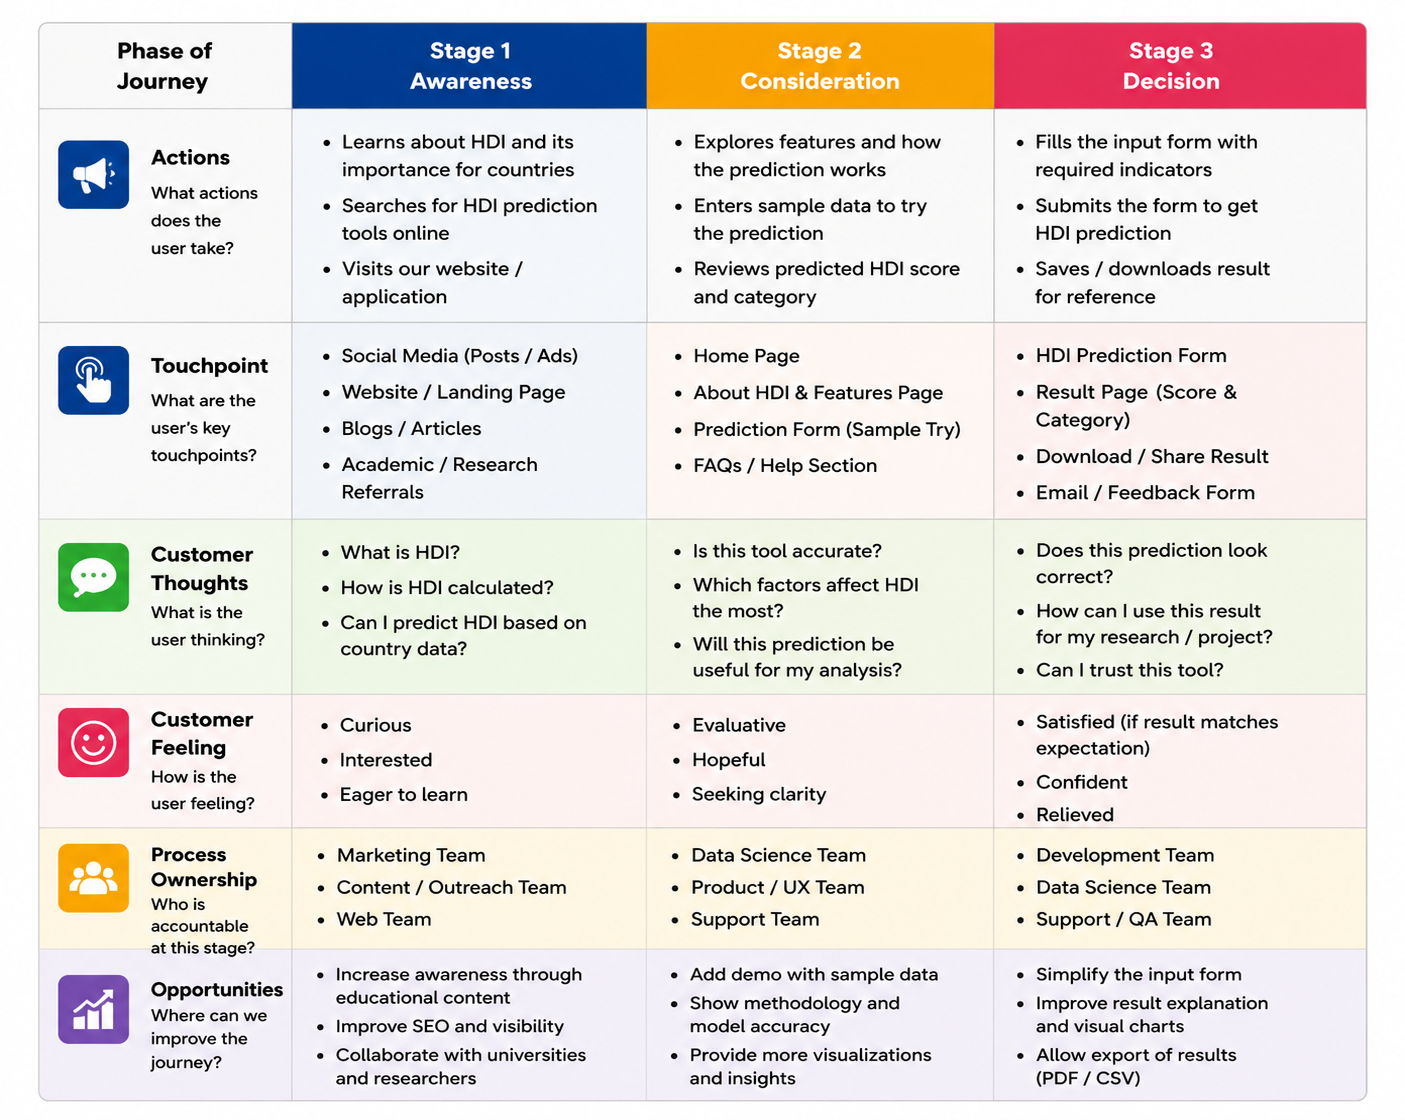 Phase of
Journey
Stage 1
Awareness
Stage 2
Consideration
Stage 3
Decision
Actions
What actions
does the
user take?
• Learns about HDI and its
importance for countries
• Searches for HDI prediction
tools online
• Visits our website /
application
• Explores features and how
the prediction works
• Enters sample data to try
the prediction
• Reviews predicted HDI score
and category
• Fills the input form with
required indicators
• Submits the form to get
HDI prediction
• Saves / downloads result
for reference
Touchpoint
What are the
user's key
touchpoints?
• Social Media (Posts / Ads)
• Website / Landing Page
• Blogs / Articles
• Academic / Research
Referrals
• Home Page
• About HDI & Features Page
• Prediction Form (Sample Try)
• FAQs / Help Section
• HDI Prediction Form
• Result Page (Score &
Category)
• Download / Share Result
• Email / Feedback Form
Customer
Thoughts
What is the
user thinking?
• What is HDI?
• How is HDI calculated?
• Can I predict HDI based on
country data?
• Is this tool accurate?
• Which factors affect HDI
the most?
• Will this prediction be
useful for my analysis?
• Does this prediction look
correct?
• How can I use this result
for my research / project?
• Can I trust this tool?
Customer
Feeling
How is the
user feeling?
• Curious
• Interested
• Eager to learn
• Evaluative
• Hopeful
• Seeking clarity
• Satisfied (if result matches
expectation)
• Confident
• Relieved
Process
Ownership
Who is
accountable
at this stage?
• Marketing Team
• Content / Outreach Team
• Web Team
• Data Science Team
• Product / UX Team
• Support Team
• Development Team
• Data Science Team
• Support / QA Team
Opportunities
Where can we
improve the
journey?
• Increase awareness through
educational content
• Improve SEO and visibility
• Collaborate with universities
and researchers
• Add demo with sample data
• Show methodology and
model accuracy
• Provide more visualizations
and insights
• Simplify the input form
• Improve result explanation
and visual charts
• Allow export of results
(PDF / CSV)